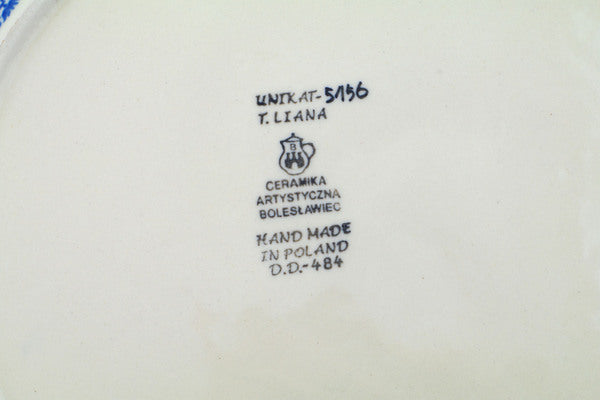 UNIKAT-5156
T. LIANA
B
CERAMIKA
ARTYSTYCZNA
BOLESŁAWIEC
HAND MADE
IN POLAND
D.D.-484